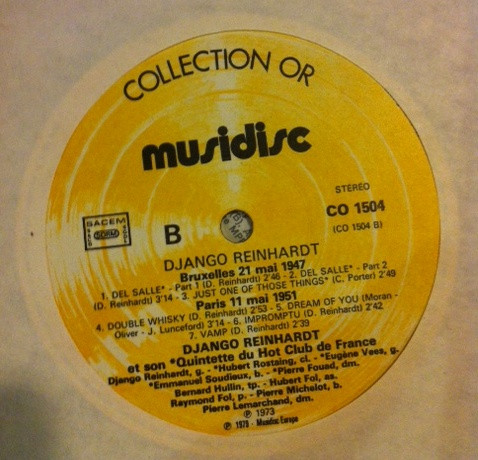 COLLECTION OR
musidisc
STEREO
CO 1504
(CO 1504 B)
SACEM
SDRM
B
DJANGO REINHARDT
Bruxelles 21 mai 1947
1. DEL SALLE* - Part 1 (D. Reinhardt) 2'46 - 2. DEL SALLE* - Part 2
(D. Reinhardt) 3'14 - 3. JUST ONE OF THOSE THINGS* (C. Porter) 2'49
Paris 11 mai 1951
4. DOUBLE WHISKY (D. Reinhardt) 2'53 - 5. DREAM OF YOU (Moran -
Oliver - J. Lunceford) 3'14 - 6. IMPROMPTU (D. Reinhardt) 2'42
7. VAMP (D. Reinhardt) 2'39
DJANGO REINHARDT
et son *Quintette du Hot Club de France
Django Reinhardt, g. - *Hubert Rostaing, cl. - *Eugène Vees, g.
*Emmanuel Soudieux, b. - *Pierre Fouad, dm.
Bernard Hullin, tp. - Hubert Fol, as.
Raymond Fol, p. - Pierre Michelot, b.
Pierre Lemarchand, dm.
℗ 1973
℗ 1978 - Musidisc Europe